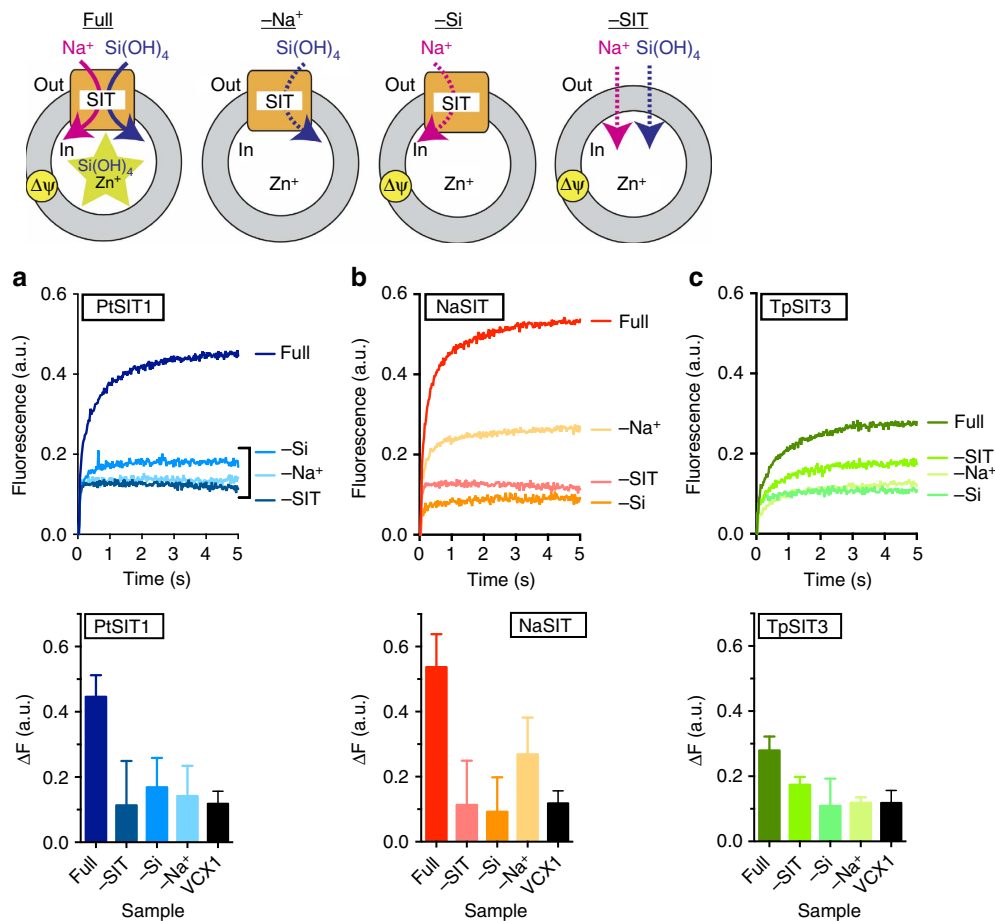 Full
–Na⁺
–Si
–SIT
Na⁺ Si(OH)₄
Si(OH)₄
Na⁺
Na⁺ Si(OH)₄
Out
SIT
In
Si(OH)₄
Zn⁺
Δψ
Out
SIT
In
Zn⁺
Out
SIT
In
Zn⁺
Δψ
Out
In
Zn⁺
Δψ
a
PtSIT1
Fluorescence (a.u.)
0.6
0.4
0.2
0.0
Full
–Si
–Na⁺
–SIT
0 1 2 3 4 5
Time (s)
b
NaSIT
Fluorescence (a.u.)
0.6
0.4
0.2
0.0
Full
–Na⁺
–SIT
–Si
0 1 2 3 4 5
Time (s)
c
TpSIT3
Fluorescence (a.u.)
0.6
0.4
0.2
0.0
Full
–SIT
–Na⁺
–Si
0 1 2 3 4 5
Time (s)
PtSIT1
ΔF (a.u.)
0.6
0.4
0.2
0.0
Full –SIT –Si –Na⁺ VCX1
Sample
NaSIT
ΔF (a.u.)
0.6
0.4
0.2
0.0
Full –SIT –Si –Na⁺ VCX1
Sample
TpSIT3
ΔF (a.u.)
0.6
0.4
0.2
0.0
Full –SIT –Si –Na⁺ VCX1
Sample